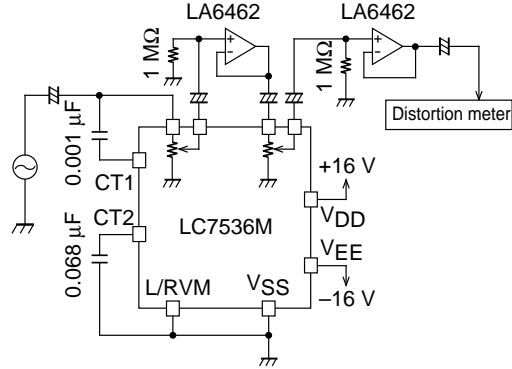 LA6462
LA6462
1 MΩ
+
−
1 MΩ
+
−
Distortion meter
0.001 µF
CT1
+16 V
VDD
CT2
LC7536M
VEE
0.068 µF
L/RVM
VSS
−16 V